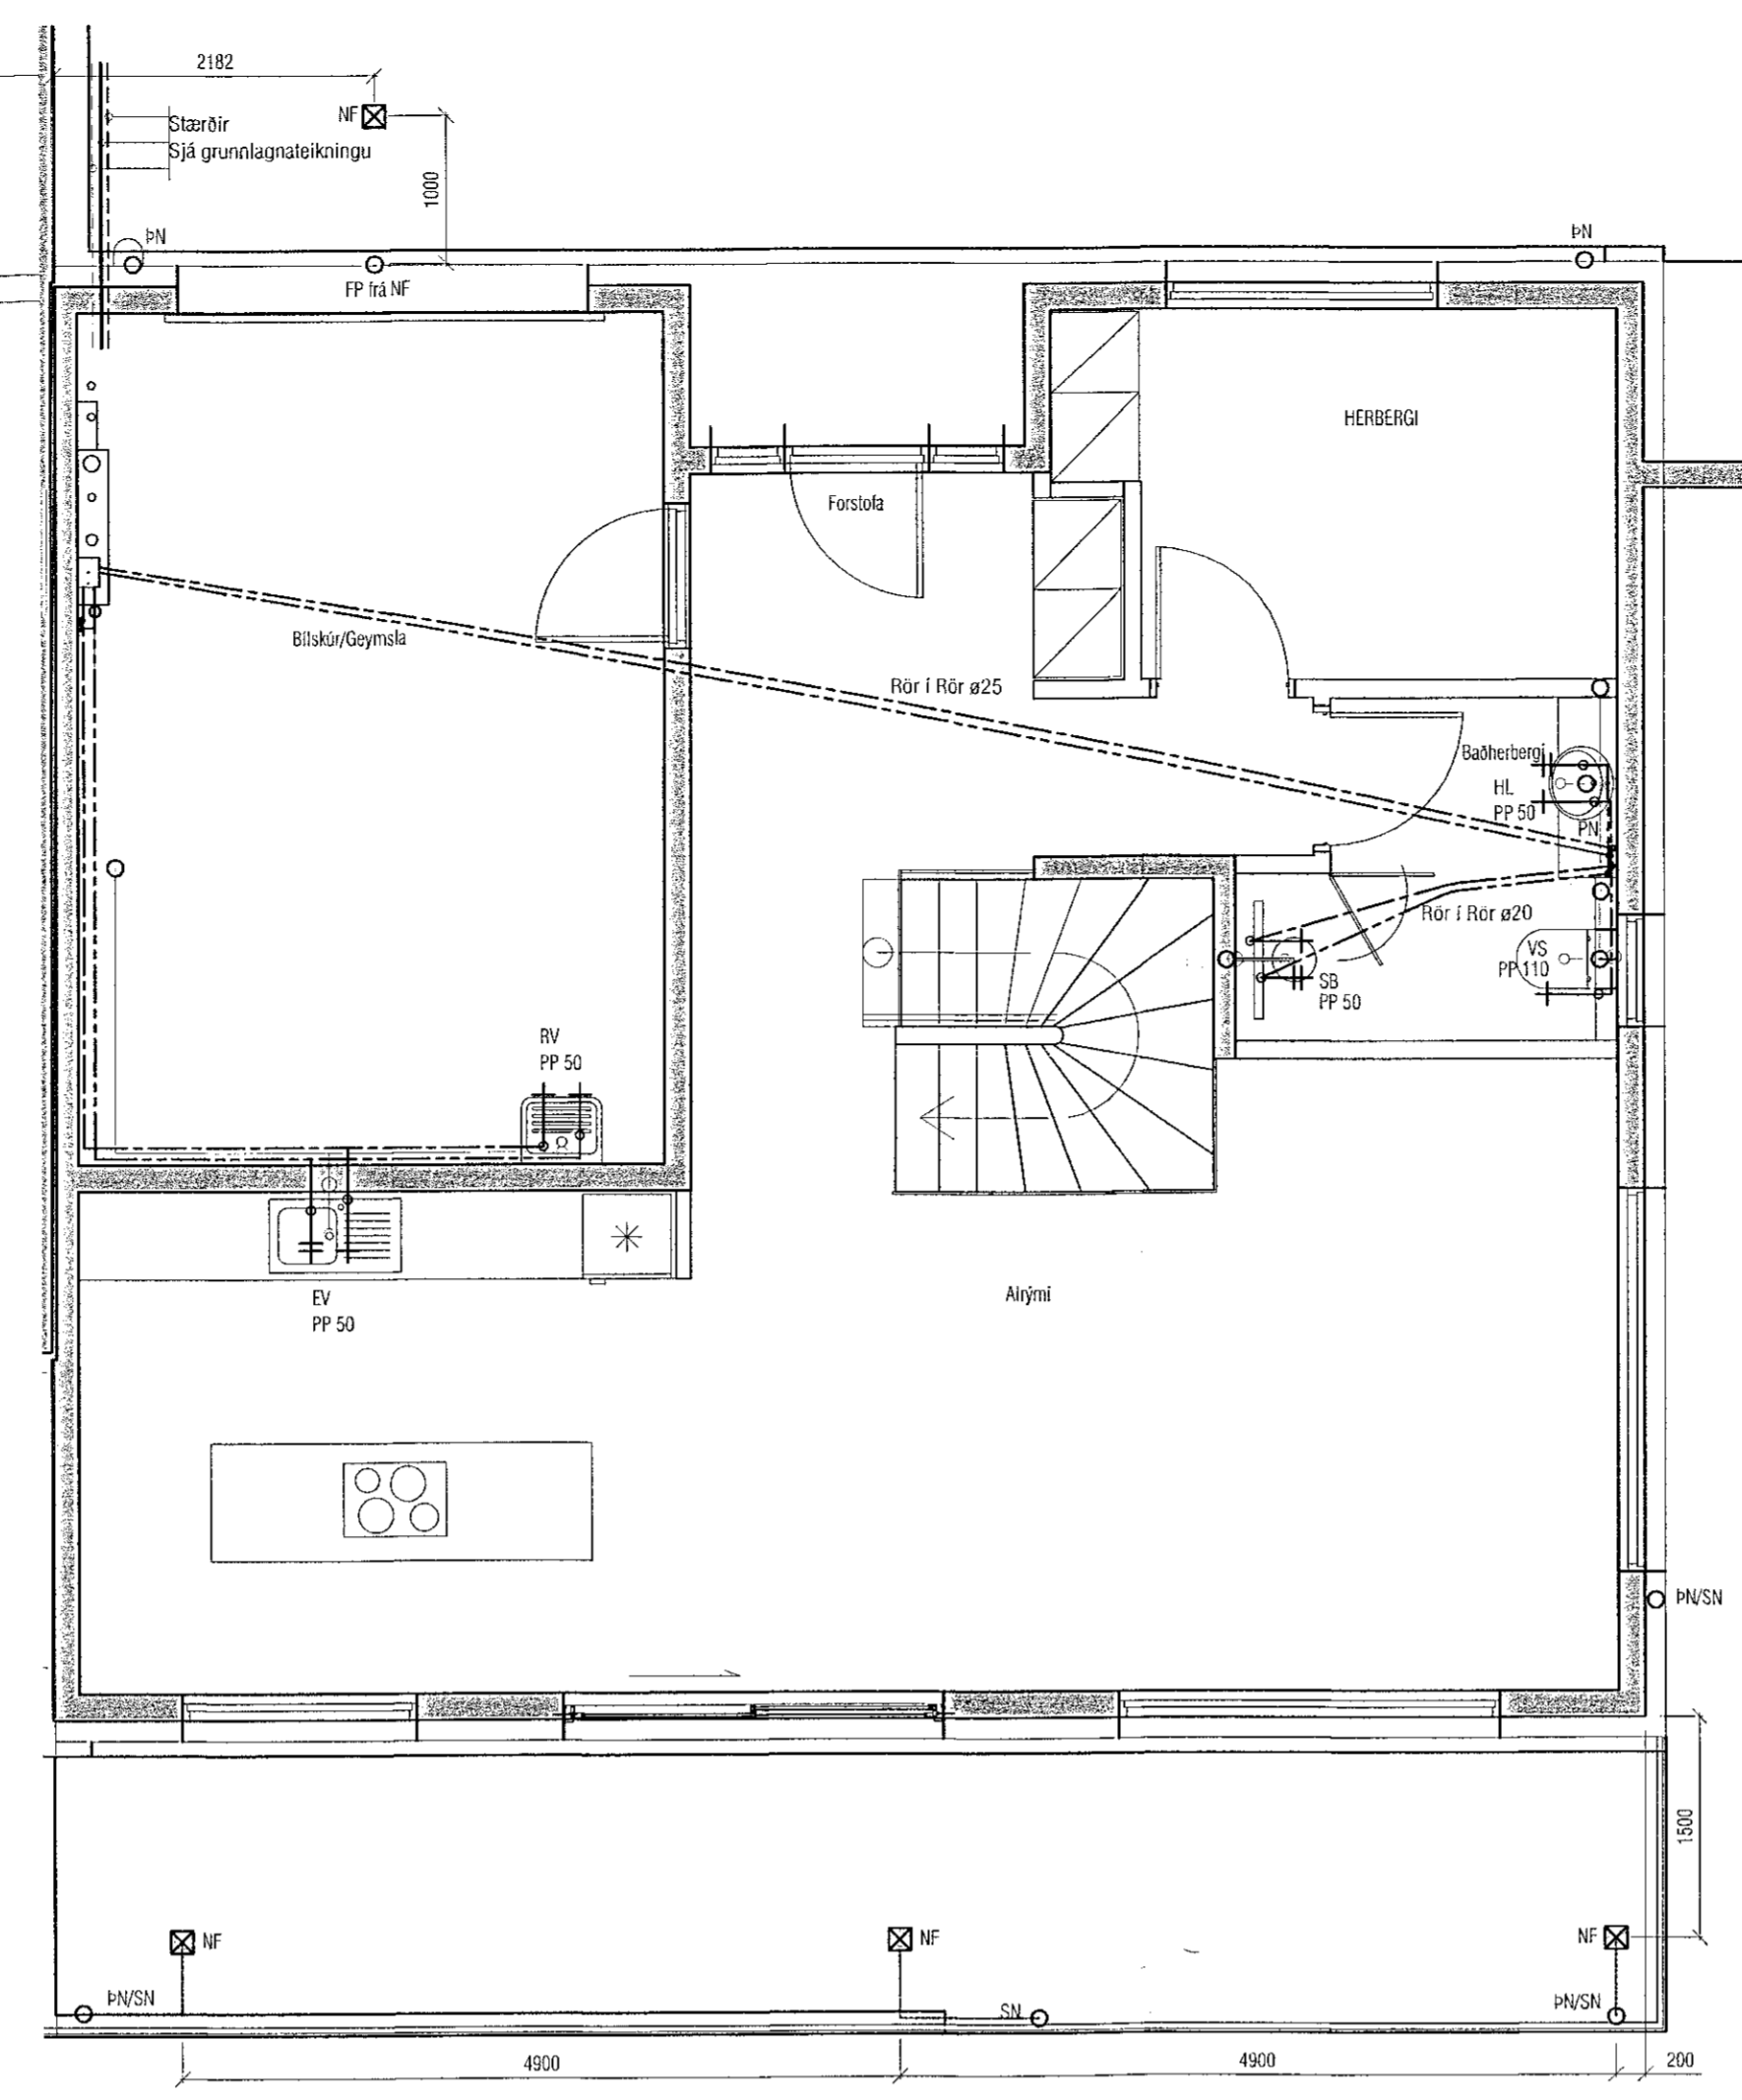 2182
NF
Stærðir
Sjá grunnlagnateikningu
1000
ÞN
ÞN
FP frá NF
HERBERGI
Forstofa
Bílskúr/Geymsla
Rör í Rör ø25
Baðherbergi
HL
PP 50
ÞN
Rör í Rör ø20
VS
PP 110
SB
PP 50
RV
PP 50
EV
PP 50
Alrými
ÞN/SN
1500
NF
NF
NF
ÞN/SN
SN
ÞN/SN
4900
4900
200